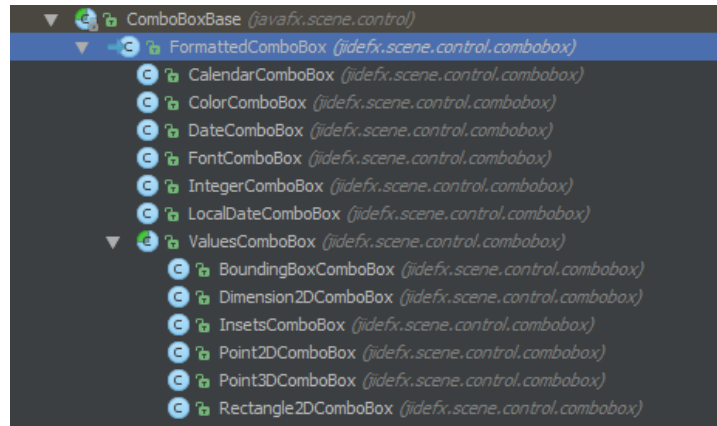 ComboBoxBase (javafx.scene.control)
FormattedComboBox (jidefx.scene.control.combobox)
CalendarComboBox (jidefx.scene.control.combobox)
ColorComboBox (jidefx.scene.control.combobox)
DateComboBox (jidefx.scene.control.combobox)
FontComboBox (jidefx.scene.control.combobox)
IntegerComboBox (jidefx.scene.control.combobox)
LocalDateComboBox (jidefx.scene.control.combobox)
ValuesComboBox (jidefx.scene.control.combobox)
BoundingBoxComboBox (jidefx.scene.control.combobox)
Dimension2DComboBox (jidefx.scene.control.combobox)
InsetsComboBox (jidefx.scene.control.combobox)
Point2DComboBox (jidefx.scene.control.combobox)
Point3DComboBox (jidefx.scene.control.combobox)
Rectangle2DComboBox (jidefx.scene.control.combobox)